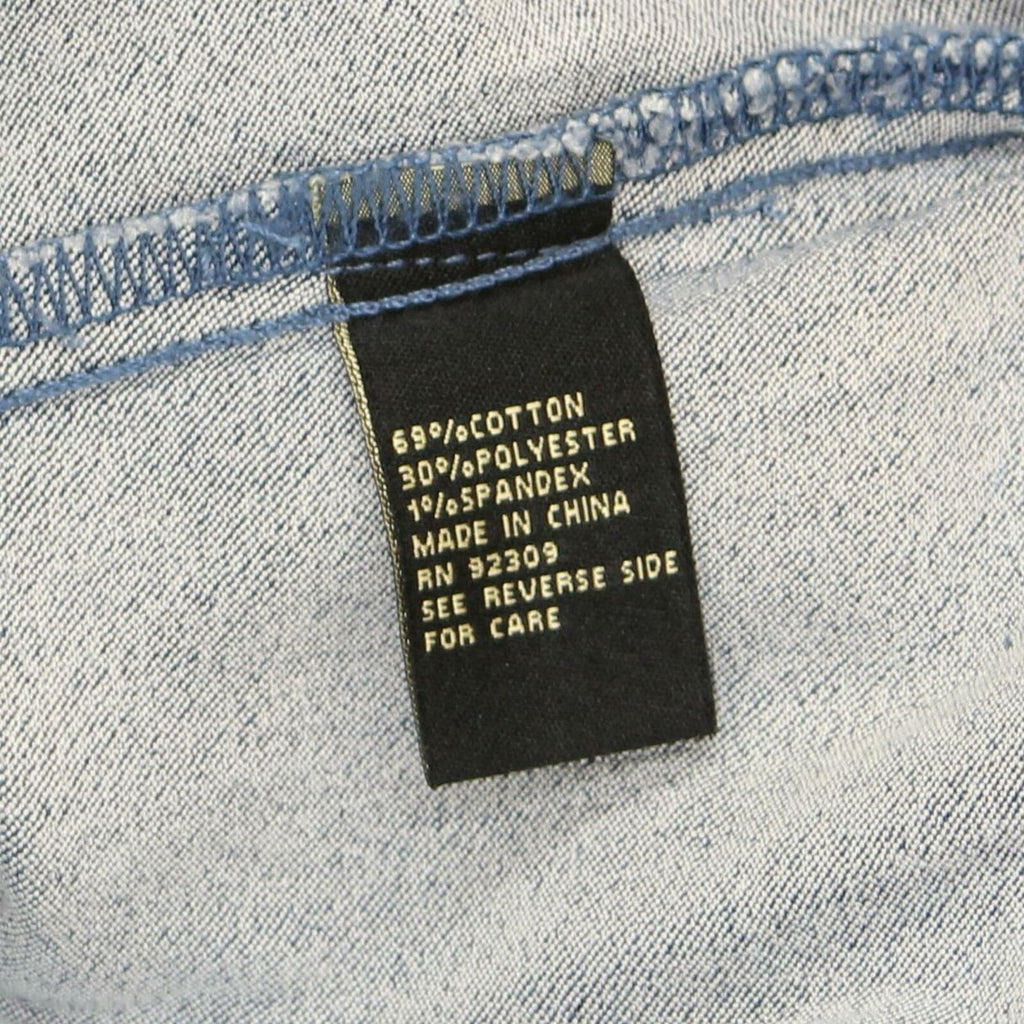 69%COTTON
30%POLYESTER
1%SPANDEX
MADE IN CHINA
RN 92309
SEE REVERSE SIDE
FOR CARE